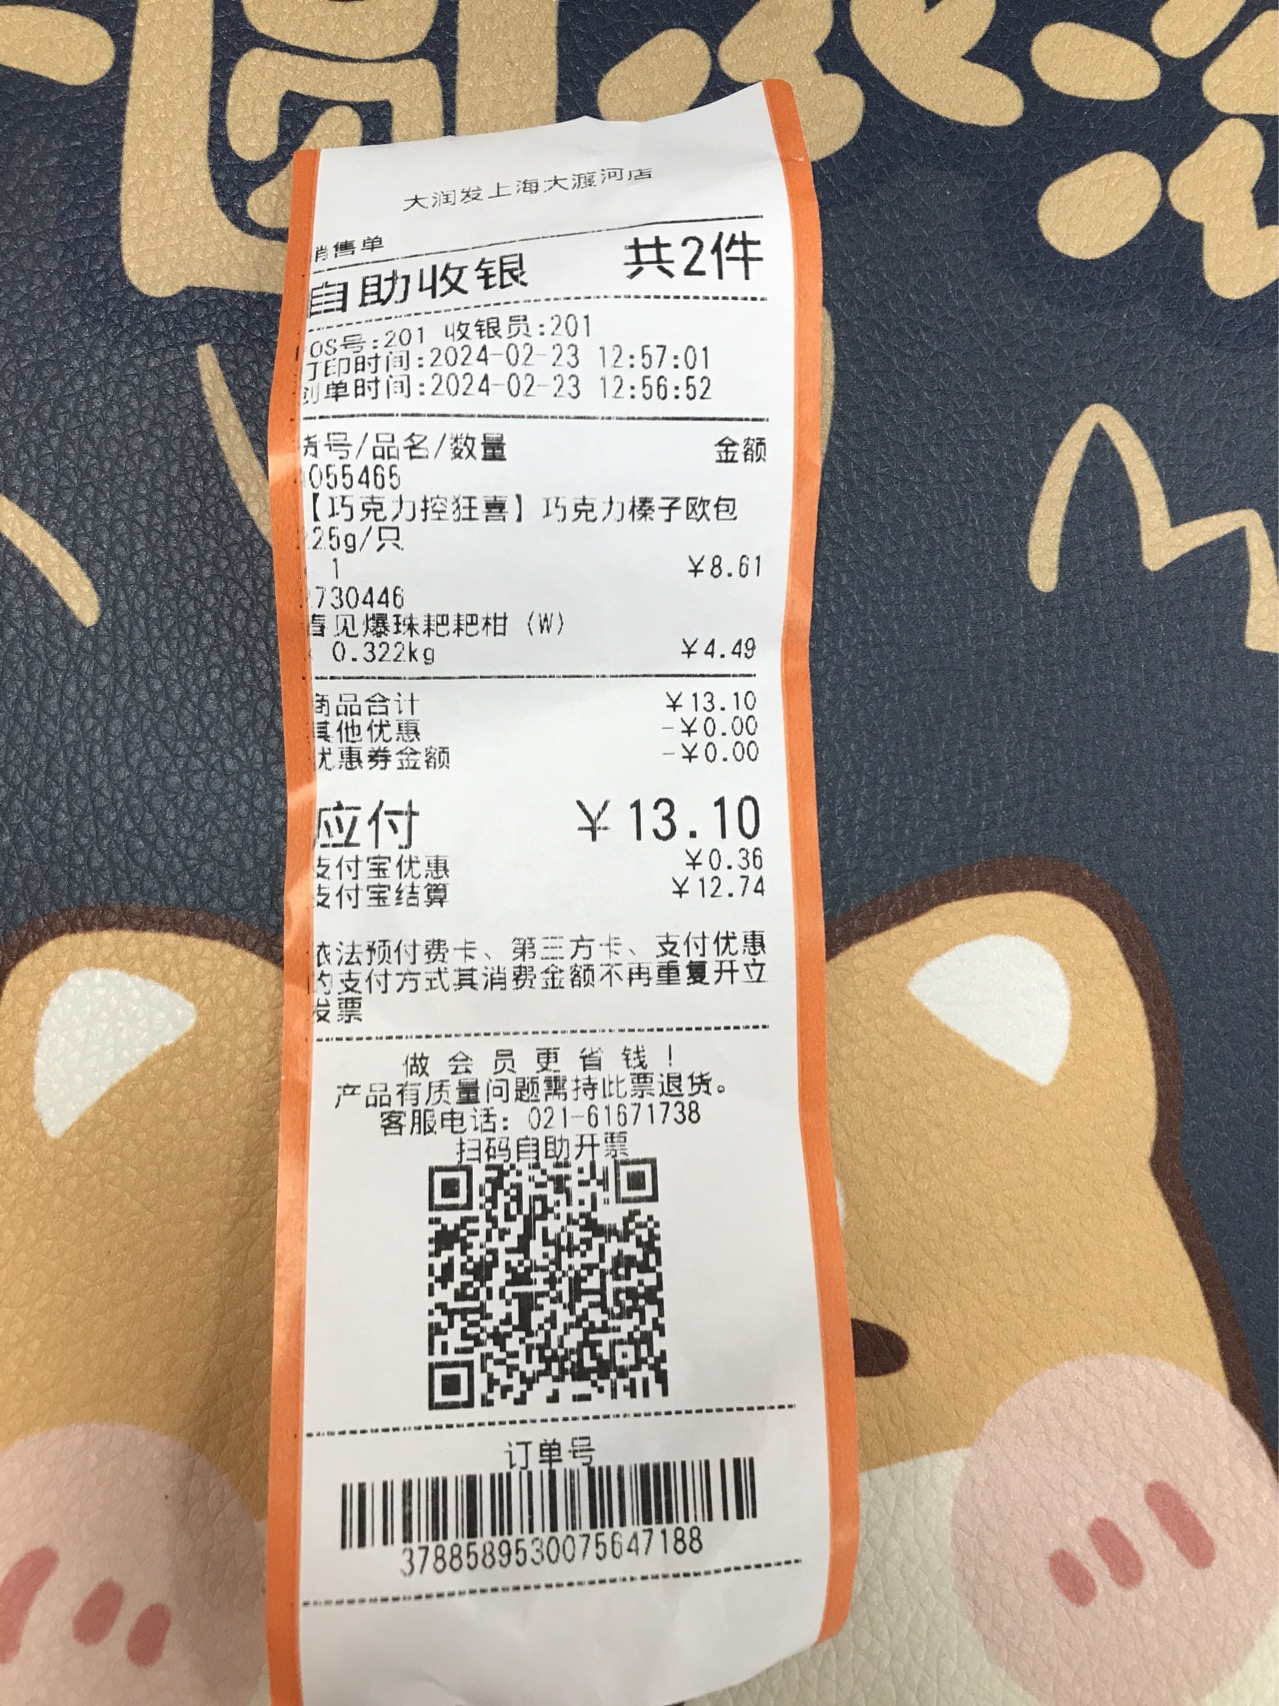 大润发上海大渡河店
销售单
自助收银 共2件
POS号:201 收银员:201
打印时间:2024-02-23 12:57:01
创单时间:2024-02-23 12:56:52
货号/品名/数量 金额
055465
【巧克力控狂喜】巧克力榛子欧包
25g/只
1 ¥8.61
730446
春见爆珠耙耙柑（W）
0.322kg ¥4.49
商品合计 ¥13.10
其他优惠 -¥0.00
优惠券金额 -¥0.00
应付 ¥13.10
支付宝优惠 ¥0.36
支付宝结算 ¥12.74
依法预付费卡、第三方卡、支付优惠
的支付方式其消费金额不再重复开立
发票
做会员更省钱！
产品有质量问题需持此票退货。
客服电话：021-61671738
扫码自助开票
订单号
3788589530075647188